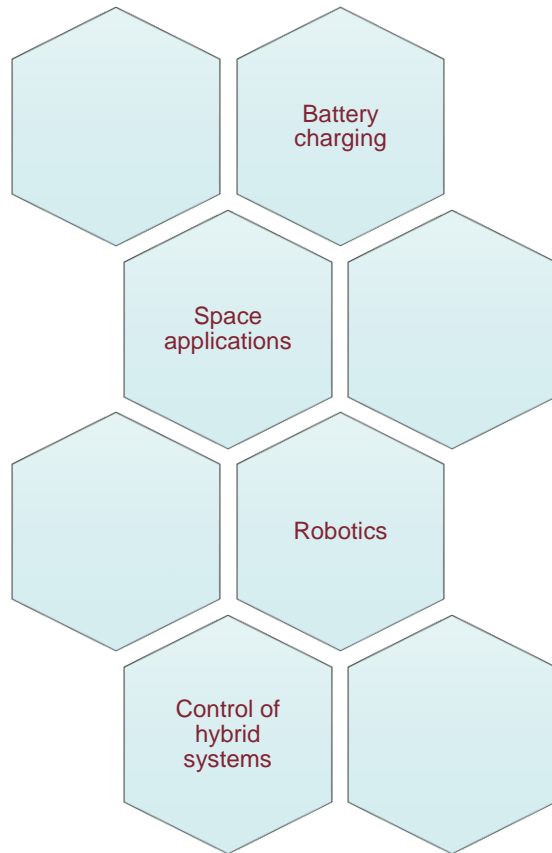 Battery
charging
Space
applications
Robotics
Control of
hybrid
systems